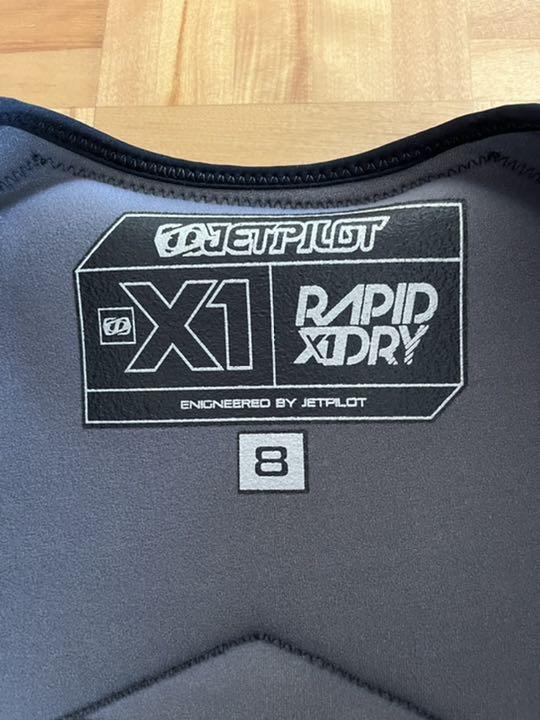 JETPILOT
X1
RAPID
X1DRY
ENIGNEERED BY JETPILOT
8